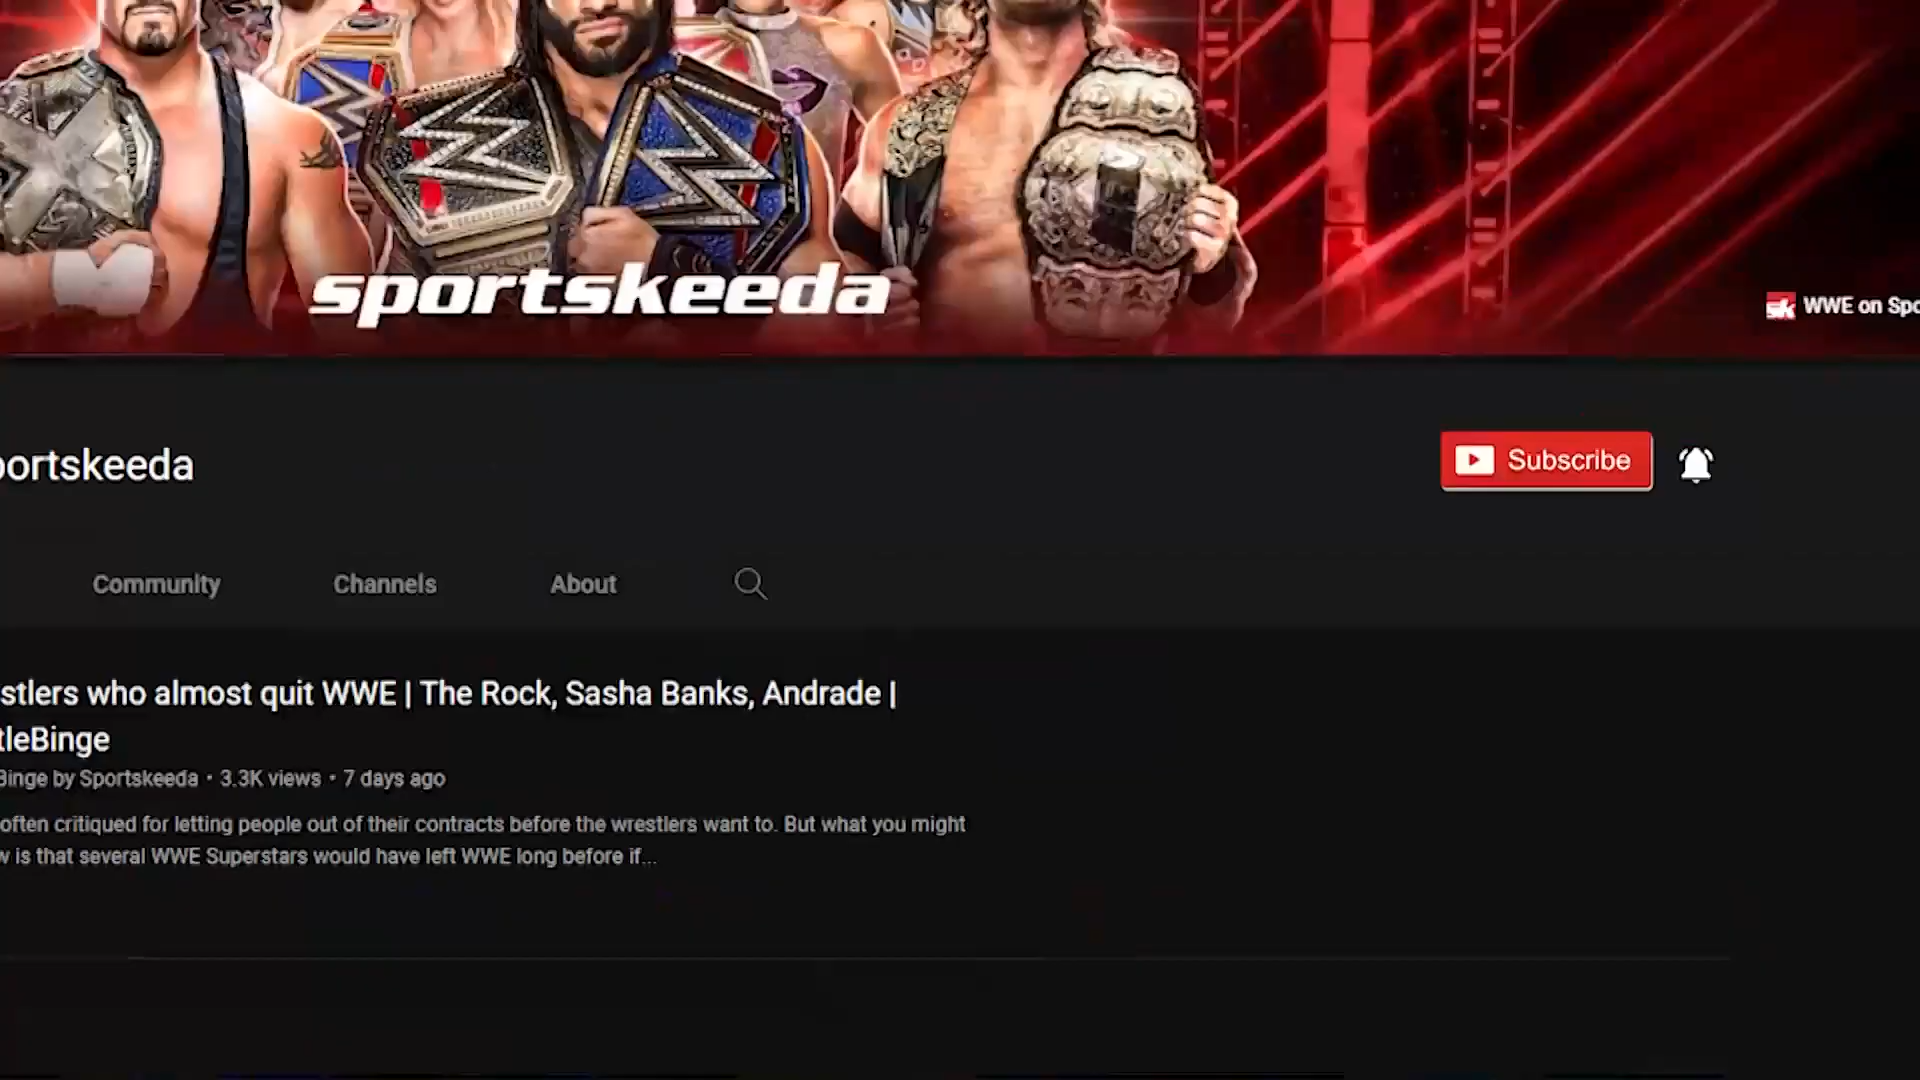 sportskeeda
sk WWE on Spo
portskeeda
Subscribe
Community
Channels
About
stlers who almost quit WWE | The Rock, Sasha Banks, Andrade |
tleBinge
Binge by Sportskeeda • 3.3K views • 7 days ago
often critiqued for letting people out of their contracts before the wrestlers want to. But what you might
w is that several WWE Superstars would have left WWE long before if...